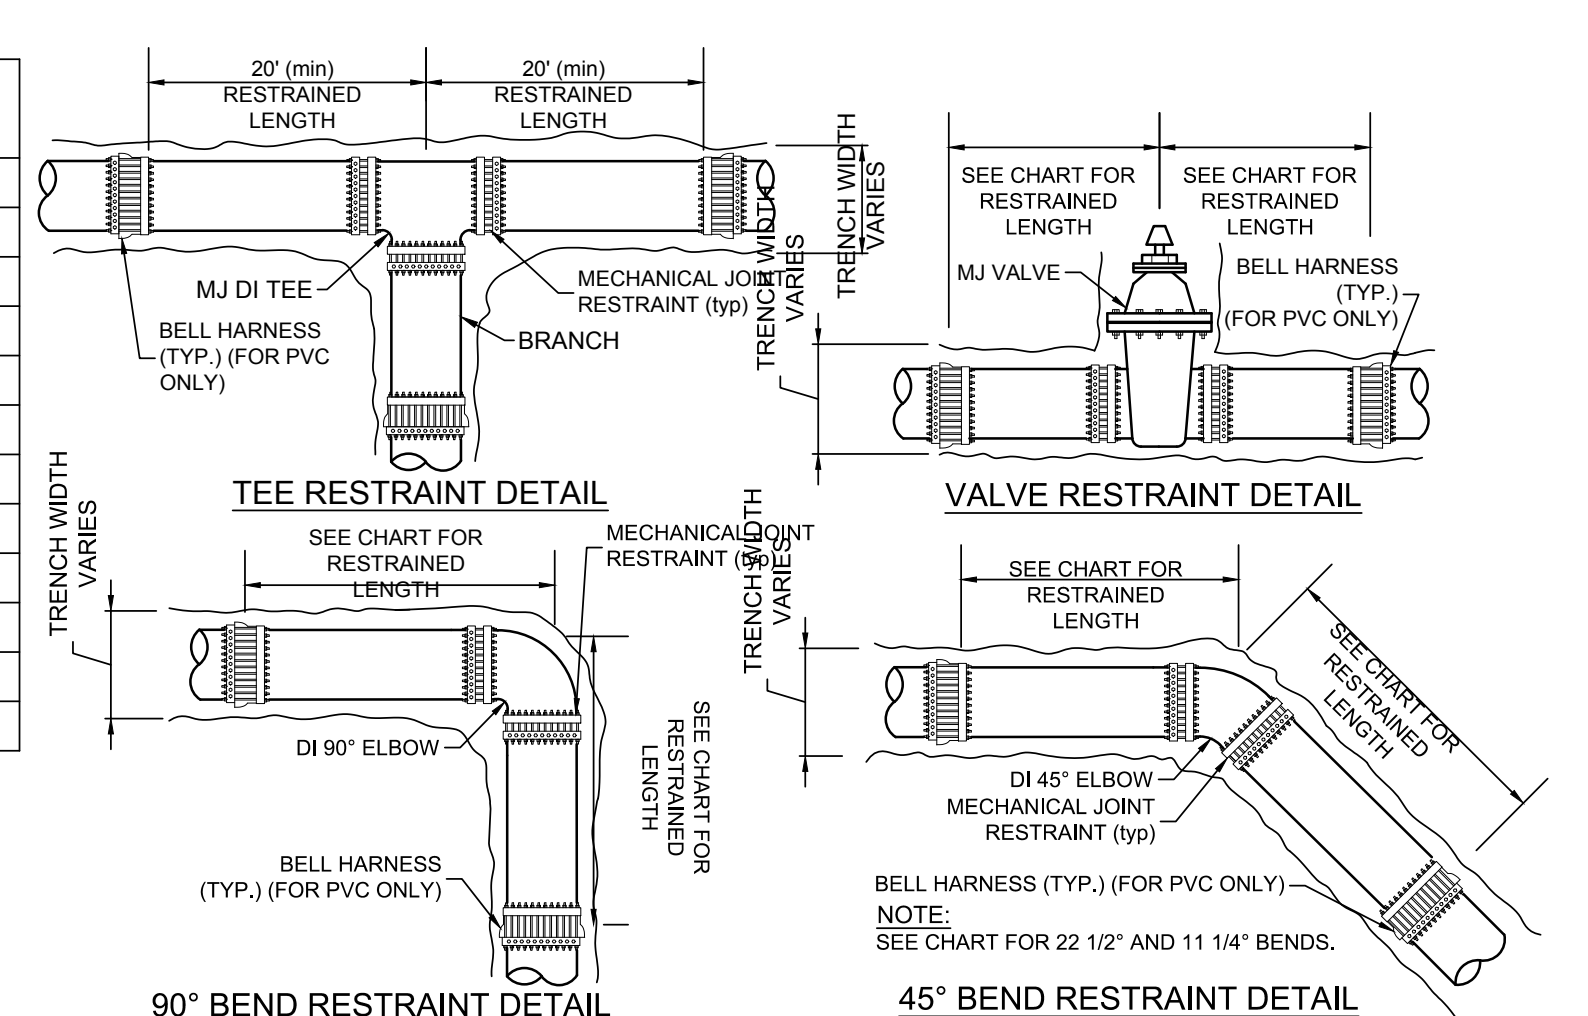 20' (min)
RESTRAINED
LENGTH
20' (min)
RESTRAINED
LENGTH
TRENCH WIDTH
VARIES
MJ DI TEE
MECHANICAL JOINT
RESTRAINT (typ)
BELL HARNESS
(TYP.) (FOR PVC
ONLY)
BRANCH
TEE RESTRAINT DETAIL
SEE CHART FOR
RESTRAINED
LENGTH
SEE CHART FOR
RESTRAINED
LENGTH
TRENCH WIDTH
VARIES
MJ VALVE
BELL HARNESS
(TYP.)
(FOR PVC ONLY)
VALVE RESTRAINT DETAIL
TRENCH WIDTH
VARIES
SEE CHART FOR
RESTRAINED
LENGTH
MECHANICAL JOINT
RESTRAINT (typ)
DI 90° ELBOW
SEE CHART FOR
RESTRAINED
LENGTH
BELL HARNESS
(TYP.) (FOR PVC ONLY)
90° BEND RESTRAINT DETAIL
TRENCH WIDTH
VARIES
SEE CHART FOR
RESTRAINED
LENGTH
SEE CHART FOR
RESTRAINED
LENGTH
DI 45° ELBOW
MECHANICAL JOINT
RESTRAINT (typ)
BELL HARNESS (TYP.) (FOR PVC ONLY)
NOTE:
SEE CHART FOR 22 1/2° AND 11 1/4° BENDS.
45° BEND RESTRAINT DETAIL